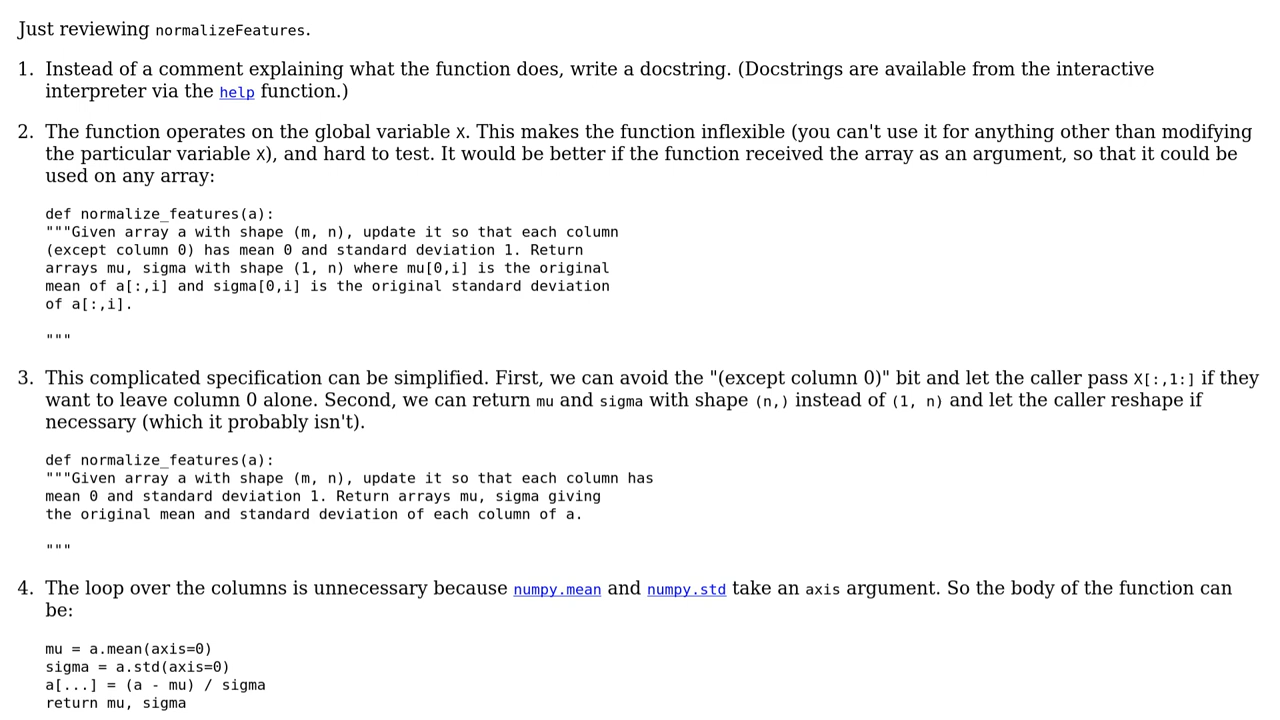 Just reviewing normalizeFeatures.
1. Instead of a comment explaining what the function does, write a docstring. (Docstrings are available from the interactive
interpreter via the help function.)
2. The function operates on the global variable X. This makes the function inflexible (you can't use it for anything other than modifying
the particular variable X), and hard to test. It would be better if the function received the array as an argument, so that it could be
used on any array:
def normalize_features(a):
"""Given array a with shape (m, n), update it so that each column
(except column 0) has mean 0 and standard deviation 1. Return
arrays mu, sigma with shape (1, n) where mu[0,i] is the original
mean of a[:,i] and sigma[0,i] is the original standard deviation
of a[:,i].
"""
3. This complicated specification can be simplified. First, we can avoid the "(except column 0)" bit and let the caller pass X[:,1:] if they
want to leave column 0 alone. Second, we can return mu and sigma with shape (n,) instead of (1, n) and let the caller reshape if
necessary (which it probably isn't).
def normalize_features(a):
"""Given array a with shape (m, n), update it so that each column has
mean 0 and standard deviation 1. Return arrays mu, sigma giving
the original mean and standard deviation of each column of a.
"""
4. The loop over the columns is unnecessary because numpy.mean and numpy.std take an axis argument. So the body of the function can
be:
mu = a.mean(axis=0)
sigma = a.std(axis=0)
a[...] = (a - mu) / sigma
return mu, sigma